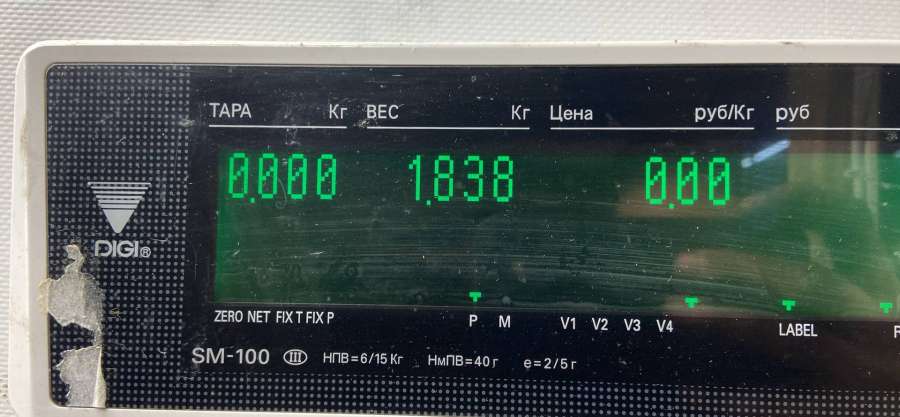 ТАРА Кг ВЕС Кг Цена руб/Кг руб
0.000 1.838 0.00
DIGI®
ZERO NET FIX T FIX P P M V1 V2 V3 V4 LABEL
SM-100 III НПВ=6/15 Кг НмПВ=40 г e=2/5 г